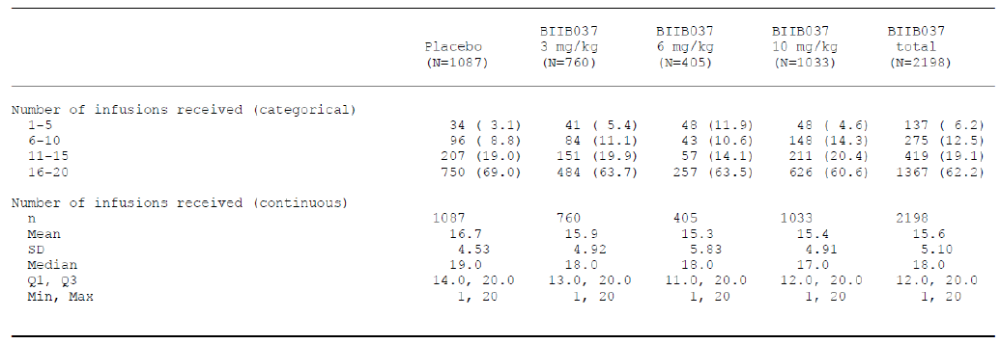 BIIB037 BIIB037 BIIB037 BIIB037
Placebo 3 mg/kg 6 mg/kg 10 mg/kg total
(N=1087) (N=760) (N=405) (N=1033) (N=2198)
Number of infusions received (categorical)
1-5 34 ( 3.1) 41 ( 5.4) 48 (11.9) 48 ( 4.6) 137 ( 6.2)
6-10 96 ( 8.8) 84 (11.1) 43 (10.6) 148 (14.3) 275 (12.5)
11-15 207 (19.0) 151 (19.9) 57 (14.1) 211 (20.4) 419 (19.1)
16-20 750 (69.0) 484 (63.7) 257 (63.5) 626 (60.6) 1367 (62.2)
Number of infusions received (continuous)
n 1087 760 405 1033 2198
Mean 16.7 15.9 15.3 15.4 15.6
SD 4.53 4.92 5.83 4.91 5.10
Median 19.0 18.0 18.0 17.0 18.0
Q1, Q3 14.0, 20.0 13.0, 20.0 11.0, 20.0 12.0, 20.0 12.0, 20.0
Min, Max 1, 20 1, 20 1, 20 1, 20 1, 20